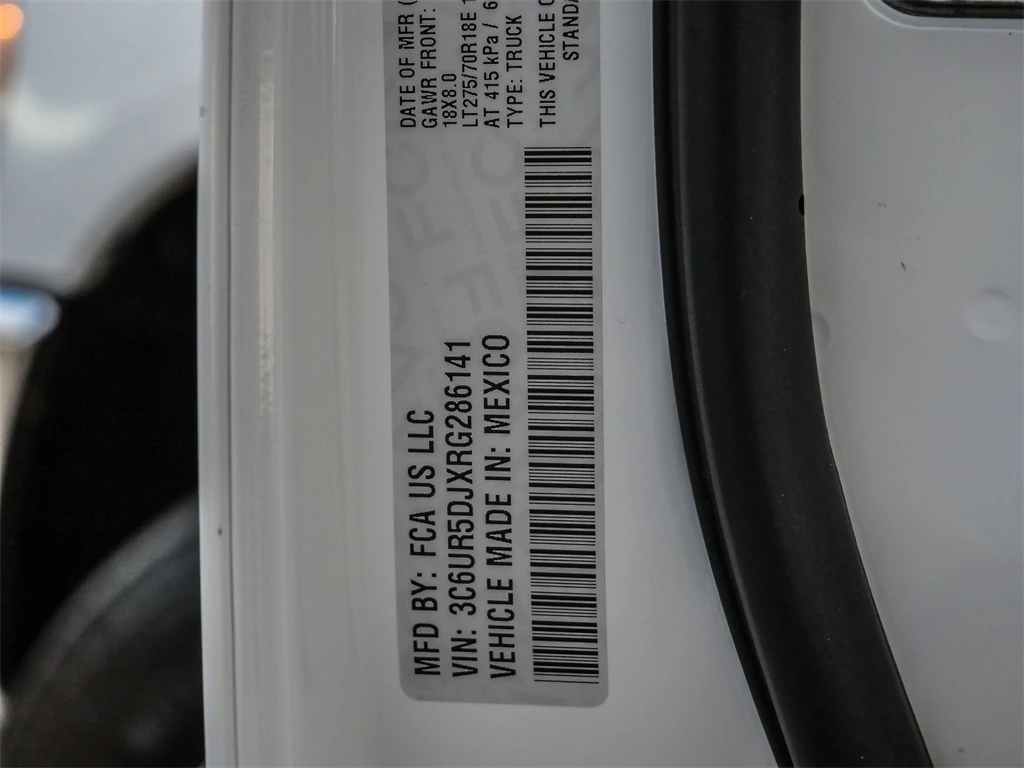 MFD BY: FCA US LLC
VIN: 3C6UR5DJXRG286141
VEHICLE MADE IN: MEXICO
DATE OF MFR (
GAWR FRONT:
18X8.0
LT275/70R18E
AT 415 kPa / 6
TYPE: TRUCK
THIS VEHICLE C
STANDA